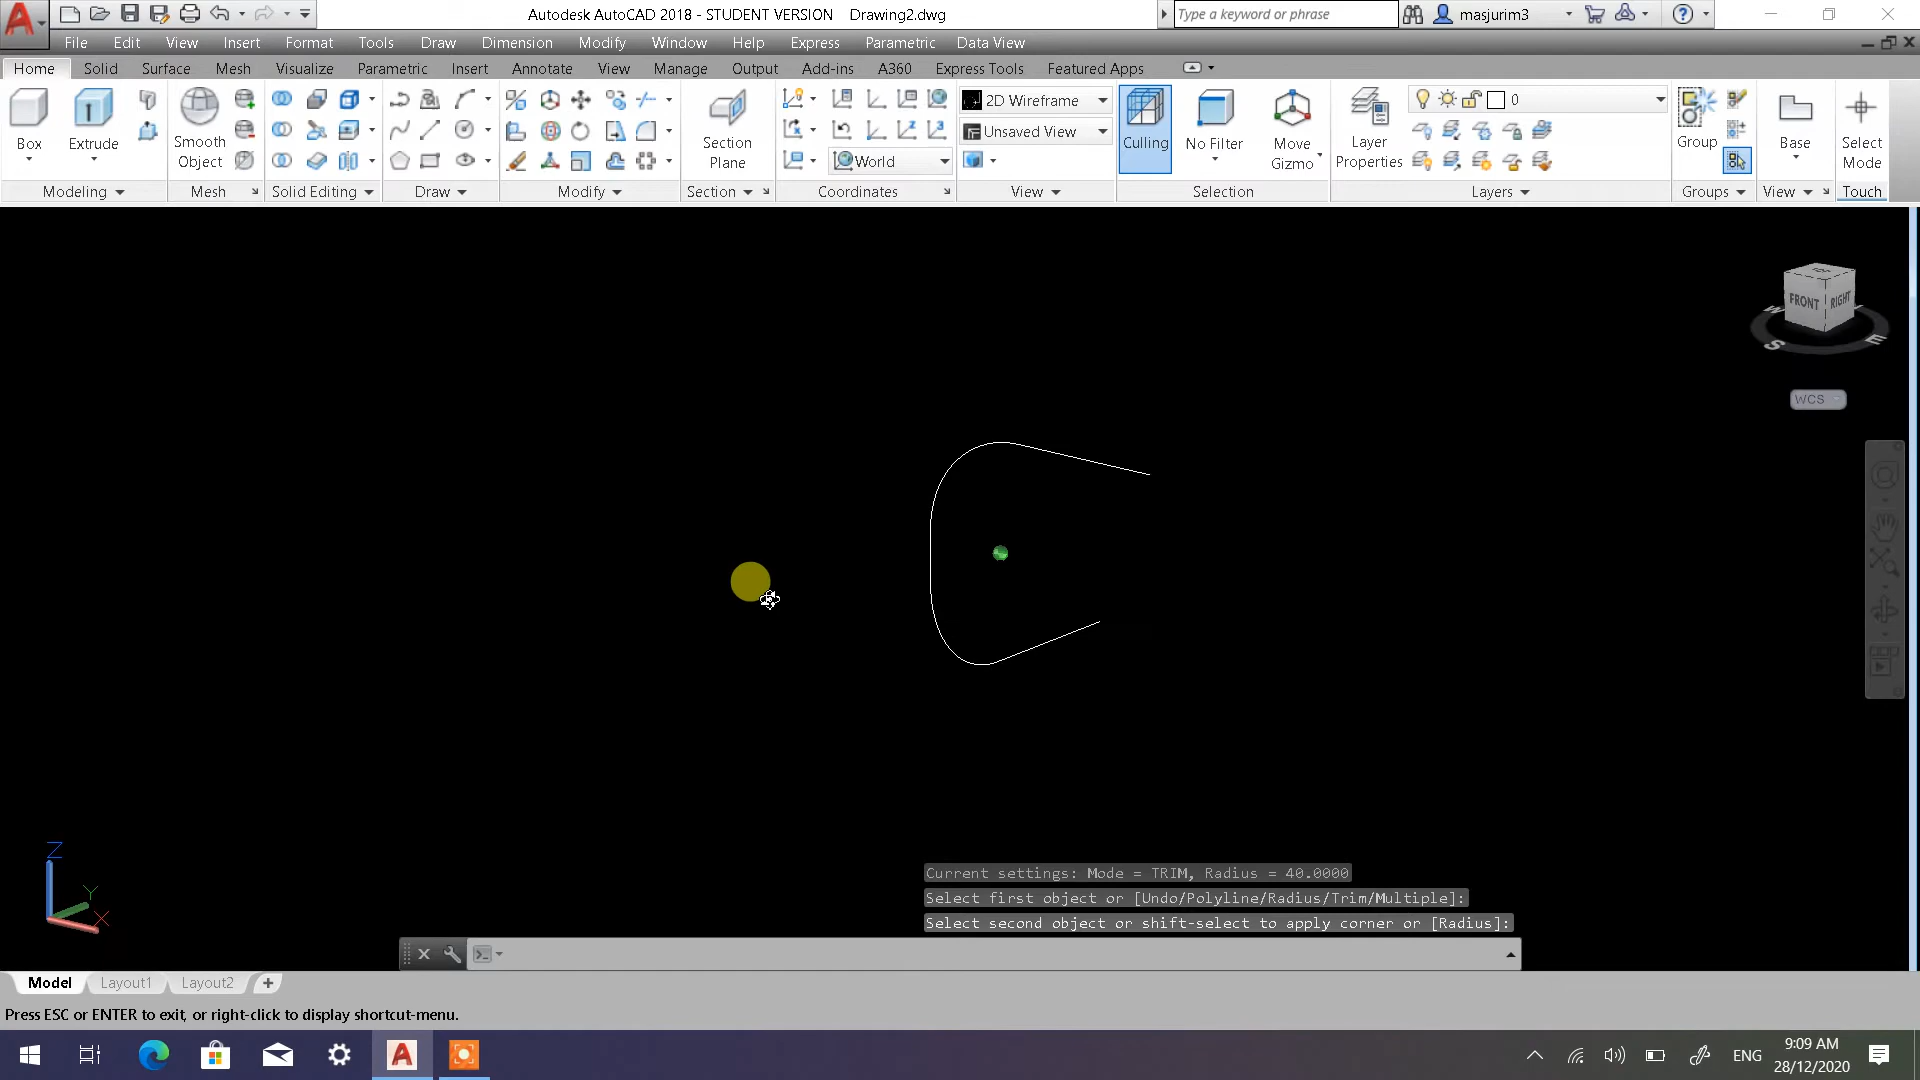 Autodesk AutoCAD 2018 - STUDENT VERSION Drawing2.dwg
Type a keyword or phrase
masjurim3
File Edit View Insert Format Tools Draw Dimension Modify Window Help Express Parametric Data View
Home Solid Surface Mesh Visualize Parametric Insert Annotate View Manage Output Add-ins A360 Express Tools Featured Apps
Box
Extrude
Smooth Object
Section Plane
World
2D Wireframe
Unsaved View
Culling
No Filter
Move Gizmo
Layer Properties
0
Group
Base
Select Mode
Modeling Mesh Solid Editing Draw Modify Section Coordinates View Selection Layers Groups View Touch
TOP
FRONT
RIGHT
W
S
E
WCS
Z
Y
X
Current settings: Mode = TRIM, Radius = 40.0000
Select first object or [Undo/Polyline/Radius/Trim/Multiple]:
Select second object or shift-select to apply corner or [Radius]:
Model Layout1 Layout2 +
Press ESC or ENTER to exit, or right-click to display shortcut-menu.
ENG
9:09 AM
28/12/2020